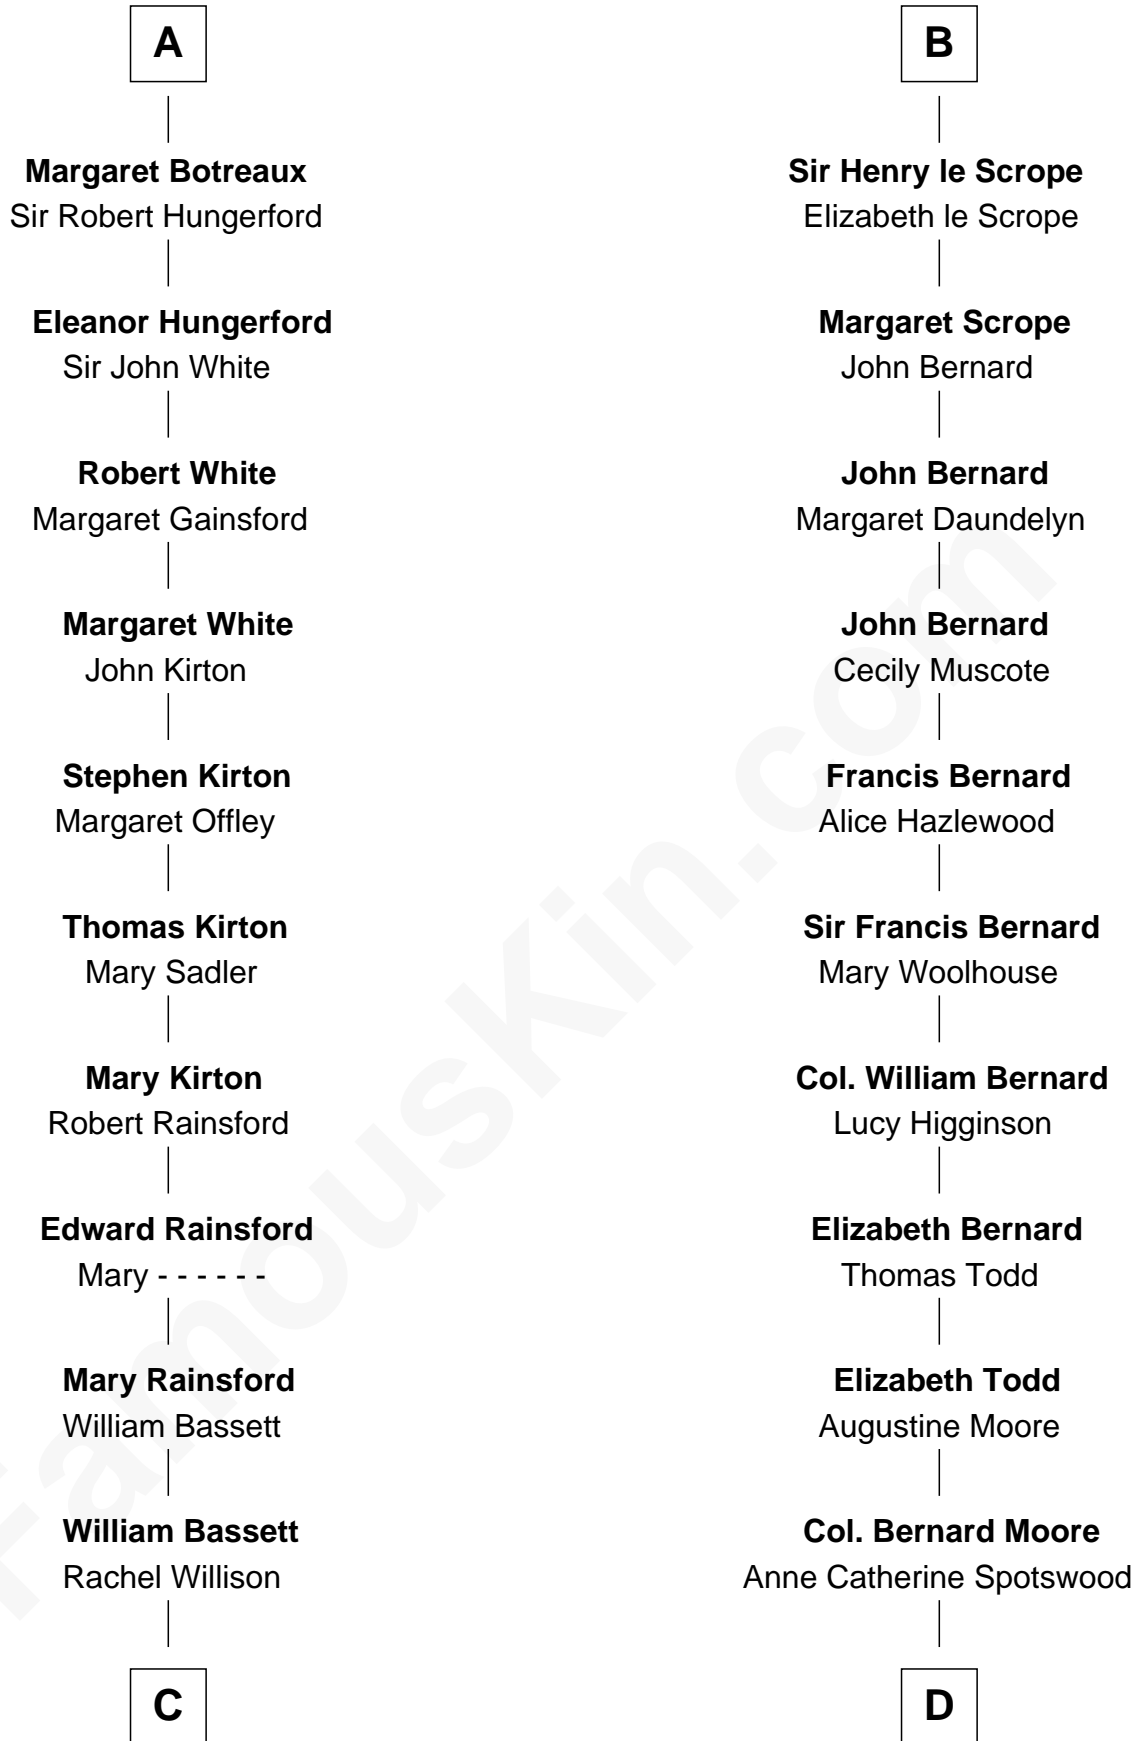 A
Margaret Botreaux
Sir Robert Hungerford
Eleanor Hungerford
Sir John White
Robert White
Margaret Gainsford
Margaret White
John Kirton
Stephen Kirton
Margaret Offley
Thomas Kirton
Mary Sadler
Mary Kirton
Robert Rainsford
Edward Rainsford
Mary - - - - - -
Mary Rainsford
William Bassett
William Bassett
Rachel Willison
C
B
Sir Henry le Scrope
Elizabeth le Scrope
Margaret Scrope
John Bernard
John Bernard
Margaret Daundelyn
John Bernard
Cecily Muscote
Francis Bernard
Alice Hazlewood
Sir Francis Bernard
Mary Woolhouse
Col. William Bernard
Lucy Higginson
Elizabeth Bernard
Thomas Todd
Elizabeth Todd
Augustine Moore
Col. Bernard Moore
Anne Catherine Spotswood
D
FamousKin.com